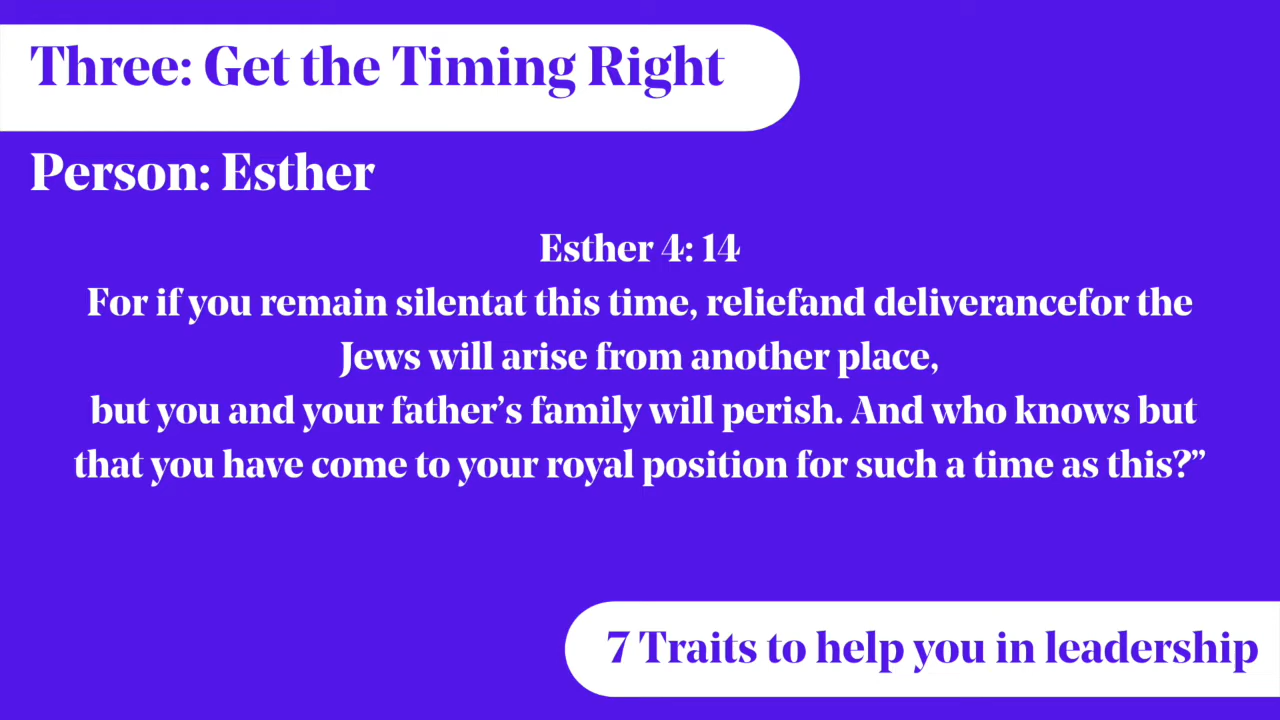 Three: Get the Timing Right
Person: Esther
Esther 4: 14
For if you remain silentat this time, reliefand deliverancefor the
Jews will arise from another place,
but you and your father’s family will perish. And who knows but
that you have come to your royal position for such a time as this?”
7 Traits to help you in leadership